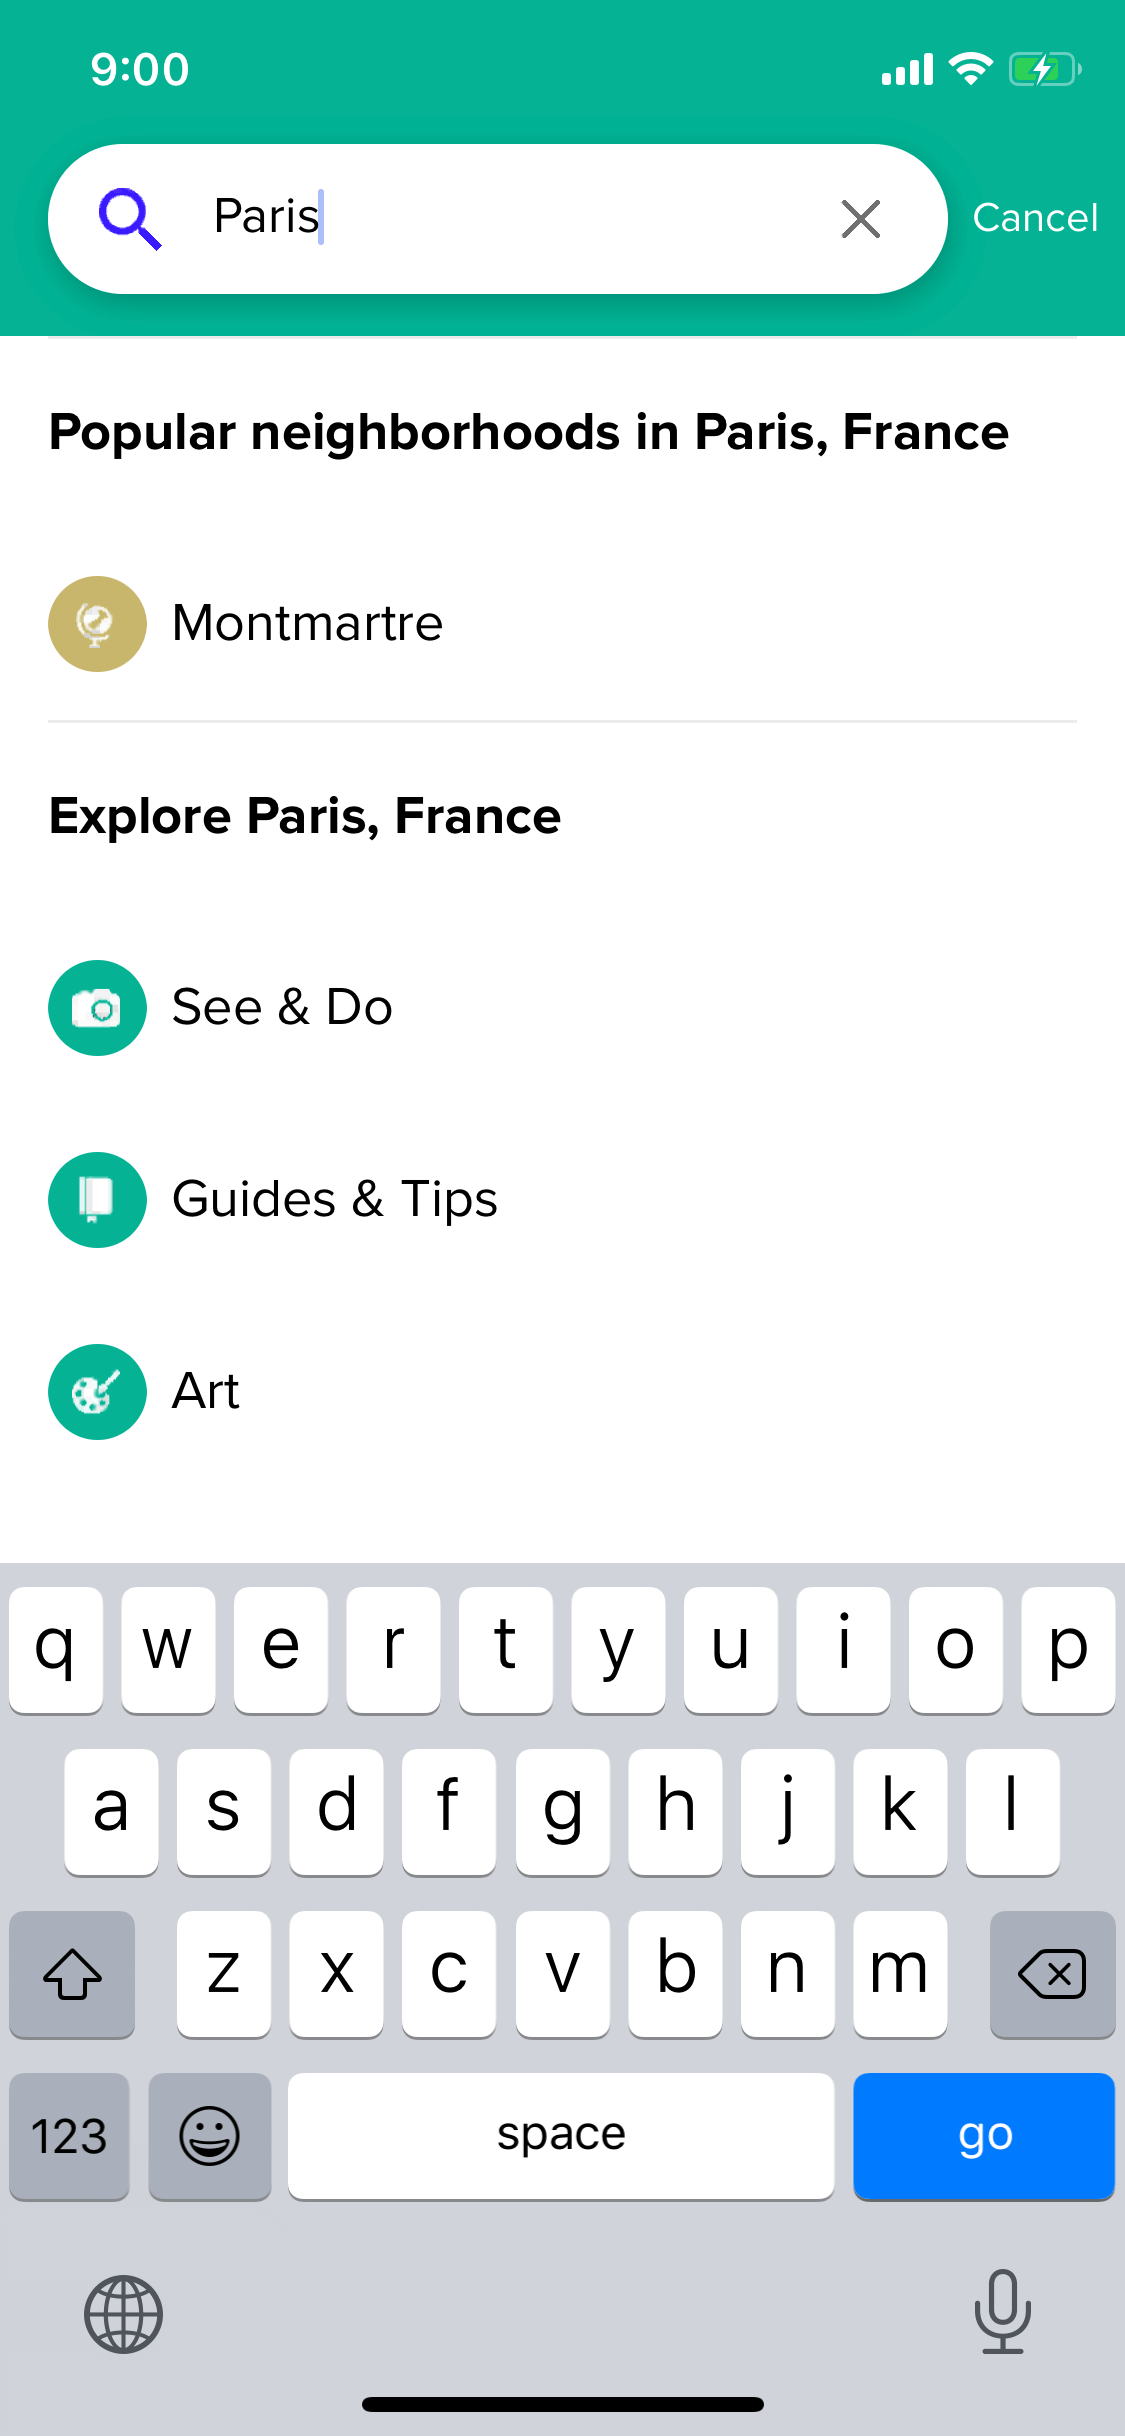 9:00
Paris
Cancel
Popular neighborhoods in Paris, France
Montmartre
Explore Paris, France
See & Do
Guides & Tips
Art
q w e r t y u i o p
a s d f g h j k l
z x c v b n m
123 space go